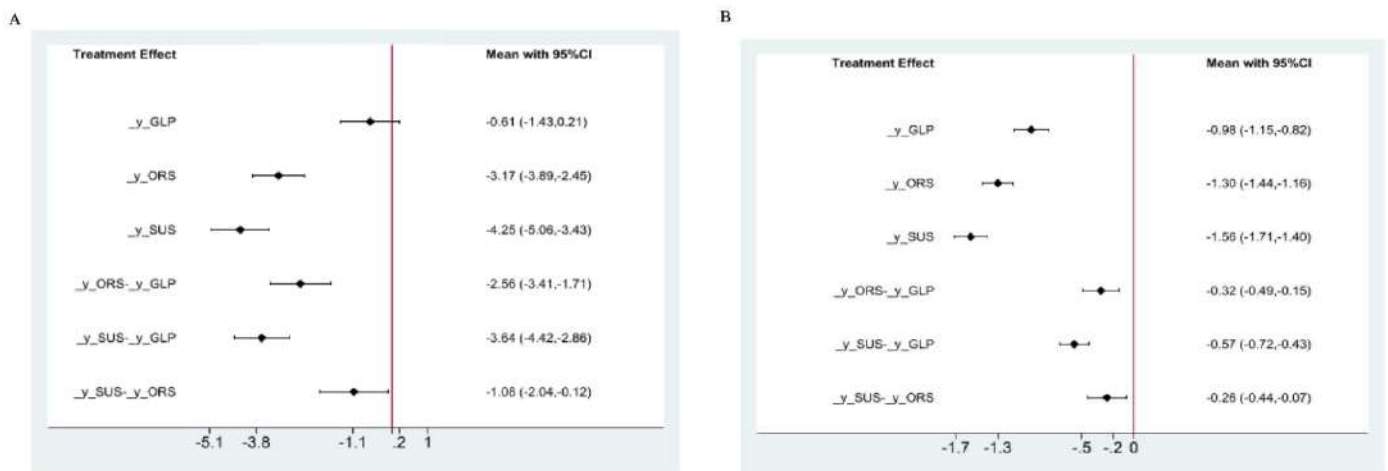 A
Treatment Effect Mean with 95%CI
_y_GLP -0.61 (-1.43,0.21)
_y_ORS -3.17 (-3.89,-2.45)
_y_SUS -4.25 (-5.06,-3.43)
_y_ORS-_y_GLP -2.56 (-3.41,-1.71)
_y_SUS-_y_GLP -3.64 (-4.42,-2.86)
_y_SUS-_y_ORS -1.08 (-2.04,-0.12)
-5.1 -3.8 -1.1 .2 1
B
Treatment Effect Mean with 95%CI
_y_GLP -0.98 (-1.15,-0.82)
_y_ORS -1.30 (-1.44,-1.16)
_y_SUS -1.56 (-1.71,-1.40)
_y_ORS-_y_GLP -0.32 (-0.49,-0.15)
_y_SUS-_y_GLP -0.57 (-0.72,-0.43)
_y_SUS-_y_ORS -0.26 (-0.44,-0.07)
-1.7 -1.3 -.5 -.2 0